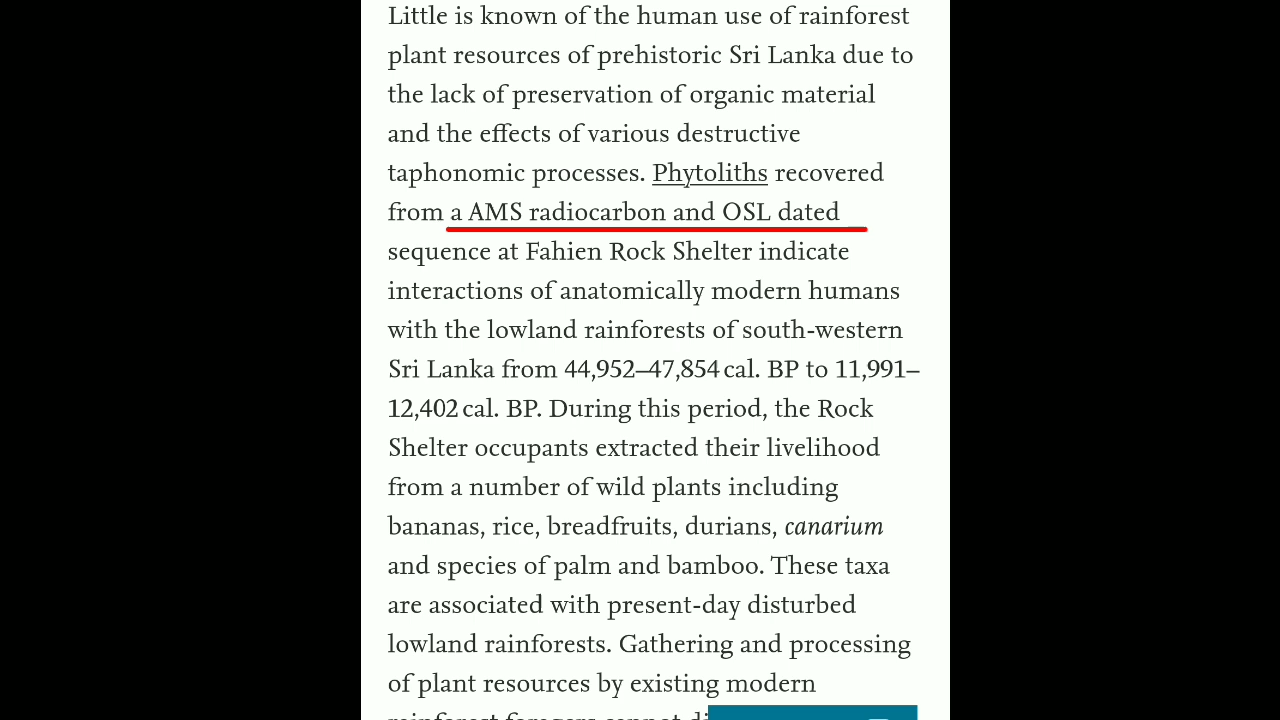 Little is known of the human use of rainforest
plant resources of prehistoric Sri Lanka due to
the lack of preservation of organic material
and the effects of various destructive
taphonomic processes. Phytoliths recovered
from a AMS radiocarbon and OSL dated
sequence at Fahien Rock Shelter indicate
interactions of anatomically modern humans
with the lowland rainforests of south-western
Sri Lanka from 44,952–47,854 cal. BP to 11,991–
12,402 cal. BP. During this period, the Rock
Shelter occupants extracted their livelihood
from a number of wild plants including
bananas, rice, breadfruits, durians, canarium
and species of palm and bamboo. These taxa
are associated with present-day disturbed
lowland rainforests. Gathering and processing
of plant resources by existing modern
rainforest foragers cannot di